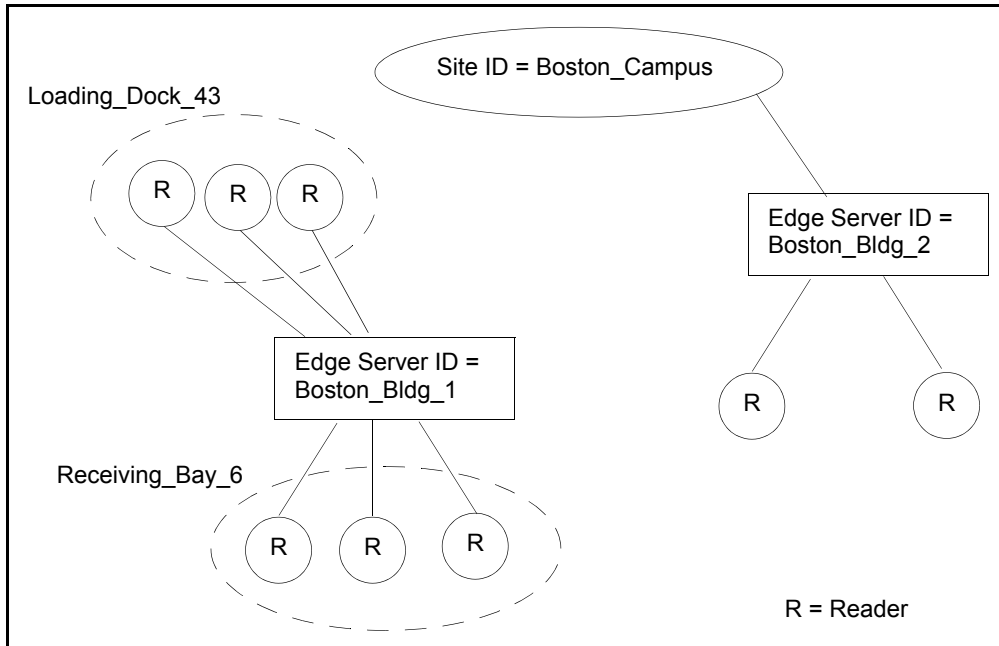 Site ID = Boston_Campus
Loading_Dock_43
R
R
R
Edge Server ID =
Boston_Bldg_2
Edge Server ID =
Boston_Bldg_1
R
R
Receiving_Bay_6
R
R
R
R = Reader